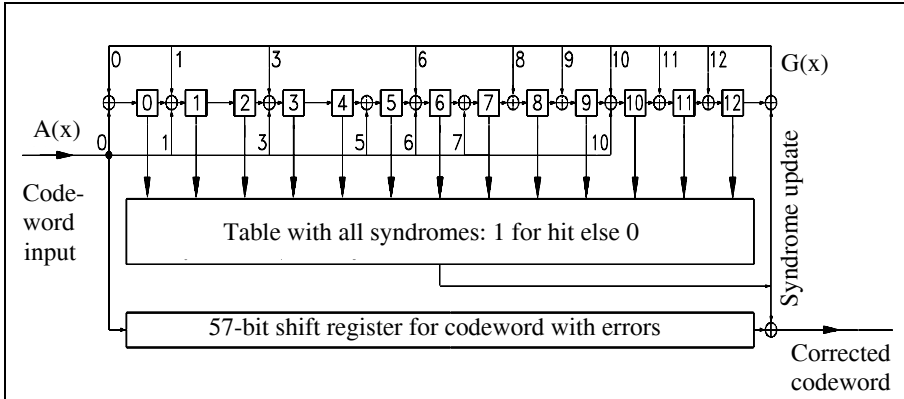 0 1 3 6 8 9 10 11 12
G(x)
0 1 2 3 4 5 6 7 8 9 10 11 12
A(x)
0 1 3 5 6 7 10
Code-
word
input
Table with all syndromes: 1 for hit else 0
Syndrome update
57-bit shift register for codeword with errors
Corrected
codeword